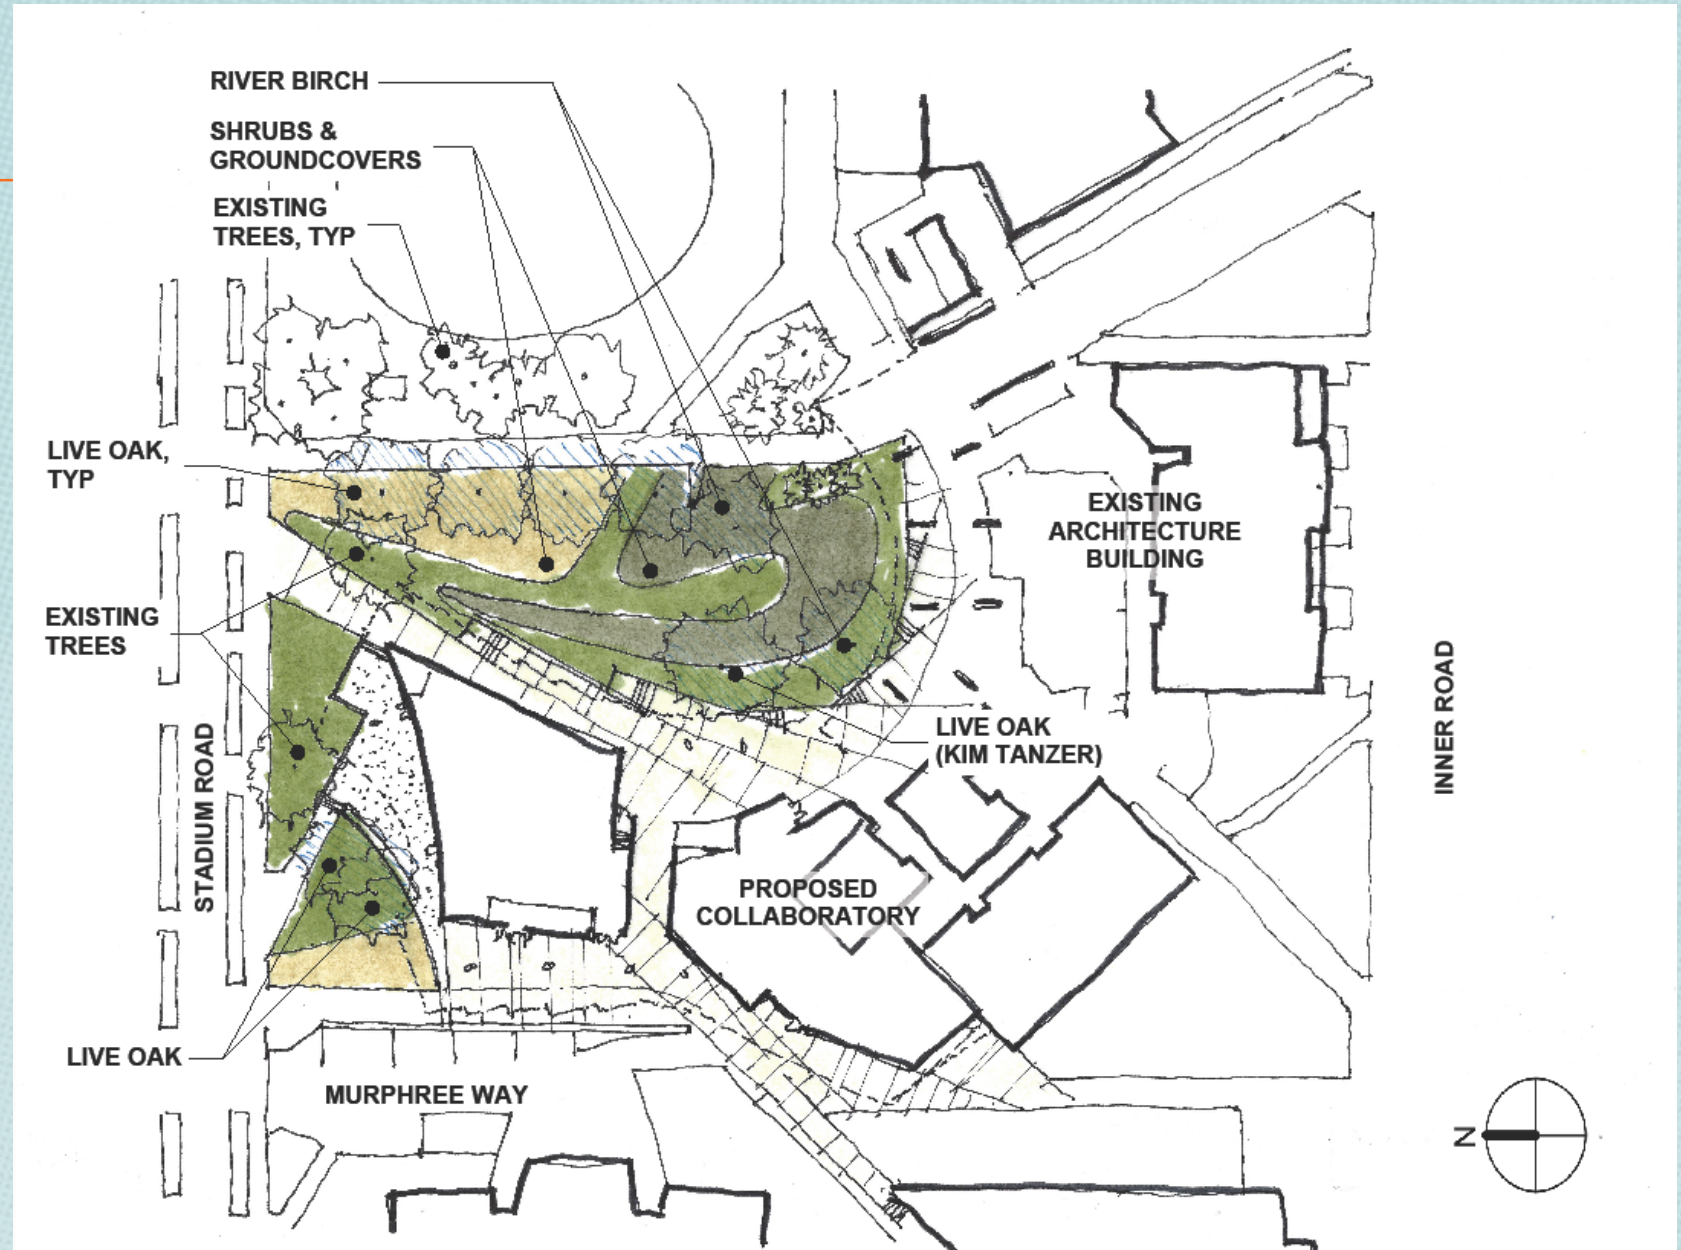 RIVER BIRCH
SHRUBS &
GROUNDCOVERS
EXISTING
TREES, TYP
LIVE OAK,
TYP
EXISTING
TREES
STADIUM ROAD
LIVE OAK
MURPHREE WAY
EXISTING
ARCHITECTURE
BUILDING
LIVE OAK
(KIM TANZER)
PROPOSED
COLLABORATORY
INNER ROAD
N